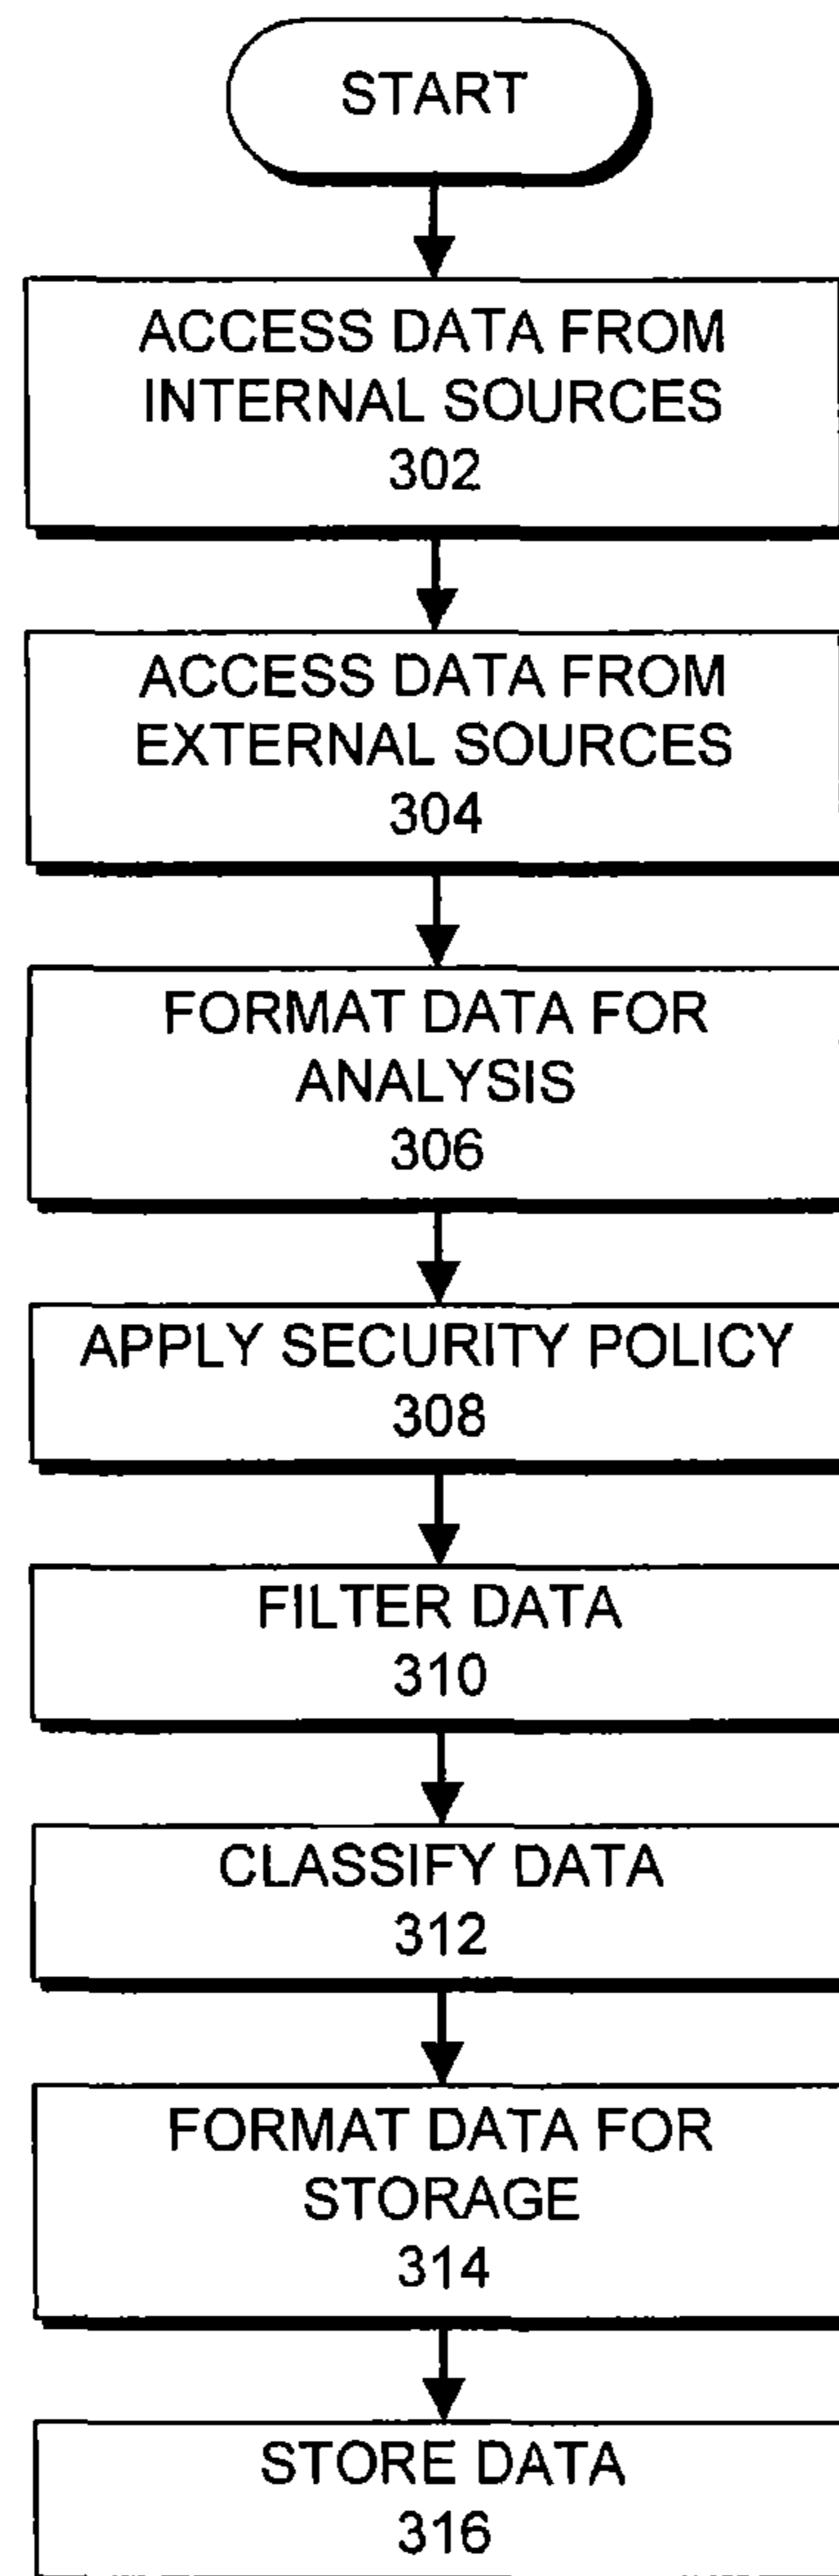 START
ACCESS DATA FROM
INTERNAL SOURCES
302
ACCESS DATA FROM
EXTERNAL SOURCES
304
FORMAT DATA FOR
ANALYSIS
306
APPLY SECURITY POLICY
308
FILTER DATA
310
CLASSIFY DATA
312
FORMAT DATA FOR
STORAGE
314
STORE DATA
316